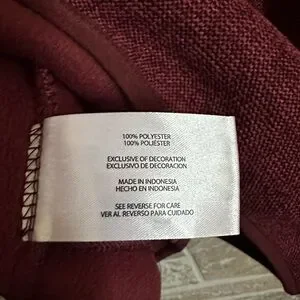 100% POLYESTER
100% POLIÉSTER
EXCLUSIVE OF DECORATION
EXCLUSIVO DE DECORACION
MADE IN INDONESIA
HECHO EN INDONESIA
SEE REVERSE FOR CARE
VER AL REVERSO PARA CUIDADO